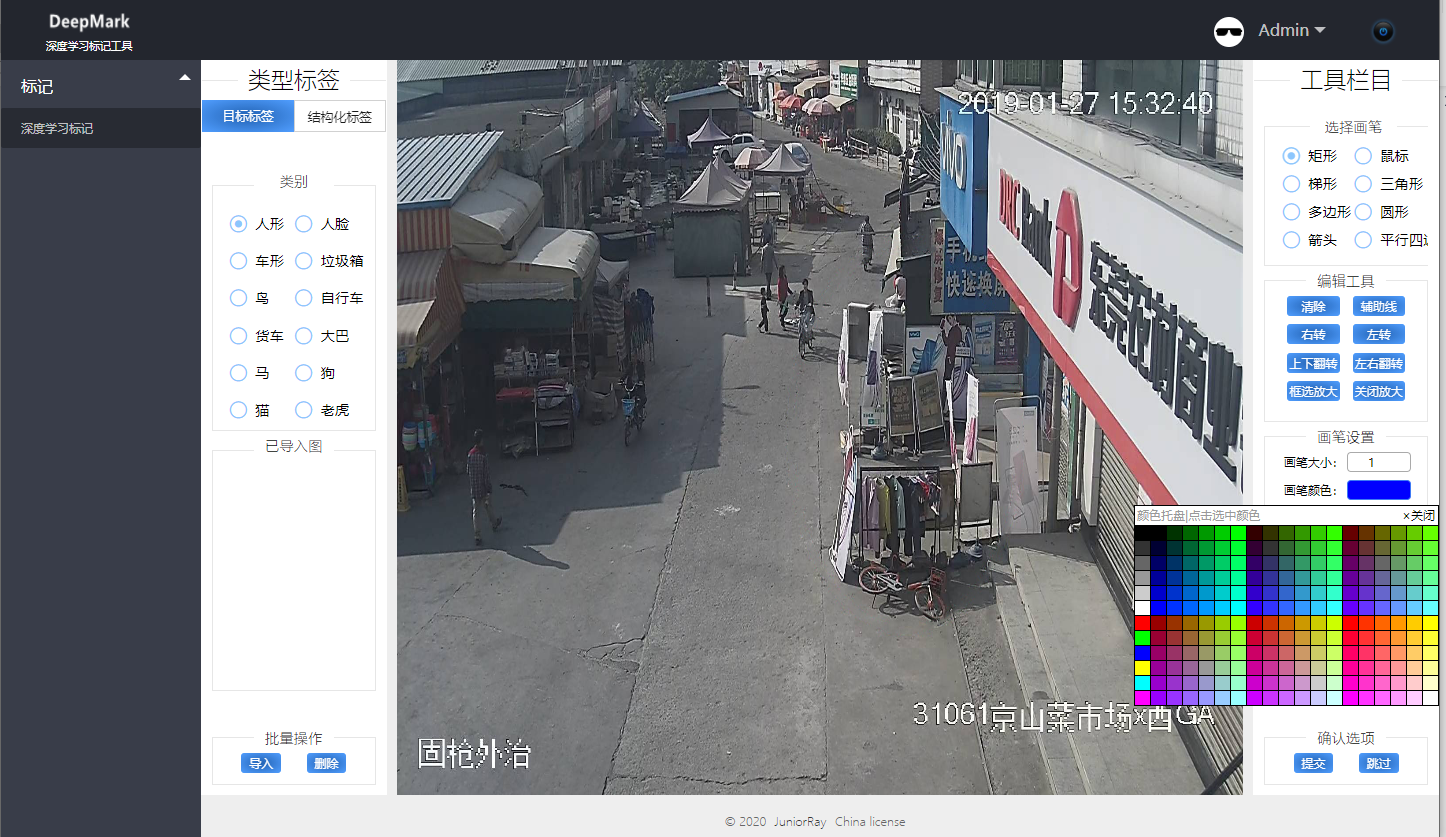 DeepMark
深度学习标记工具
Admin
标记
深度学习标记
类型标签
目标标签
结构化标签
类别
人形
人脸
车形
垃圾箱
鸟
自行车
货车
大巴
马
狗
猫
老虎
已导入图
批量操作
导入
删除
2019-01-27 15:32:40
vivo
DRC Bank
东莞农村商业
快速换屏
31061京山菜市场x西GA
固枪外治
工具栏目
选择画笔
矩形
鼠标
梯形
三角形
多边形
圆形
箭头
平行四边
编辑工具
清除
辅助线
右转
左转
上下翻转
左右翻转
框选放大
关闭放大
画笔设置
画笔大小:
1
画笔颜色:
颜色托盘|点击选中颜色
×关闭
确认选项
提交
跳过
© 2020 JuniorRay China license